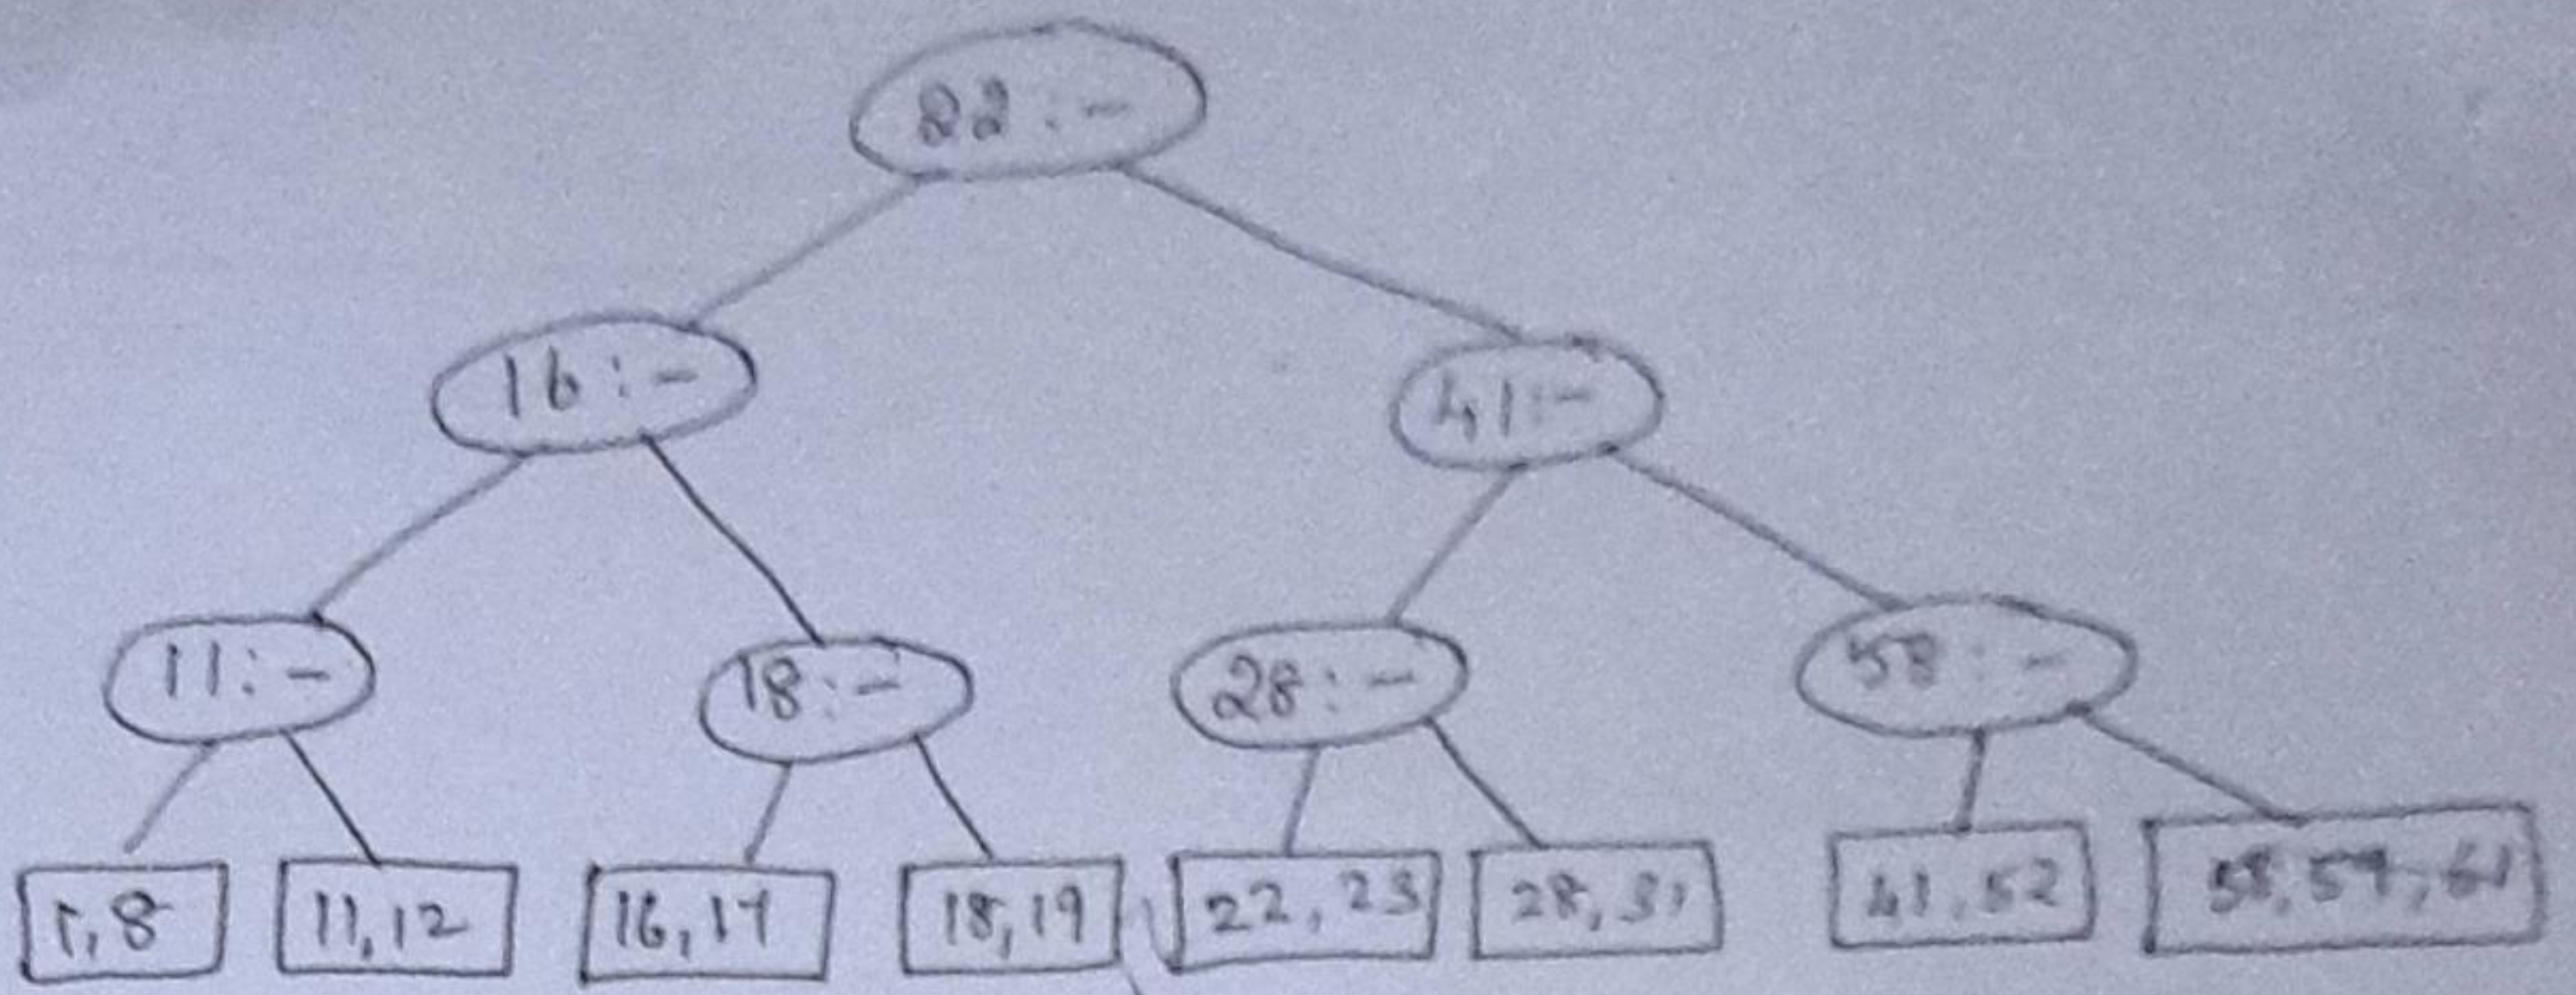 22:-
16:- 41:-
11:- 18:- 28:- 58:-
1,8 11,12 16,17 18,19 22,23 28,31 41,52 58,59,61